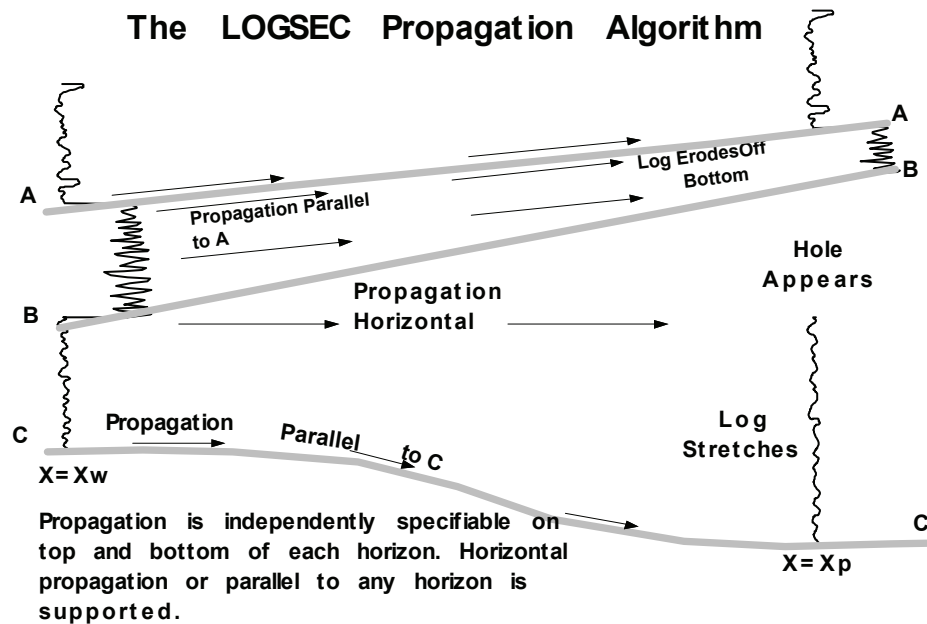 The LOGSEC Propagation Algorithm
A
A
Log ErodesOff
Bottom
B
Propagation Parallel
to A
Hole
Appears
B
Propagation
Horizontal
C
Propagation
Parallel
to C
Log
Stretches
X=Xw
Propagation is independently specifiable on
top and bottom of each horizon. Horizontal
propagation or parallel to any horizon is
supported.
C
X=Xp